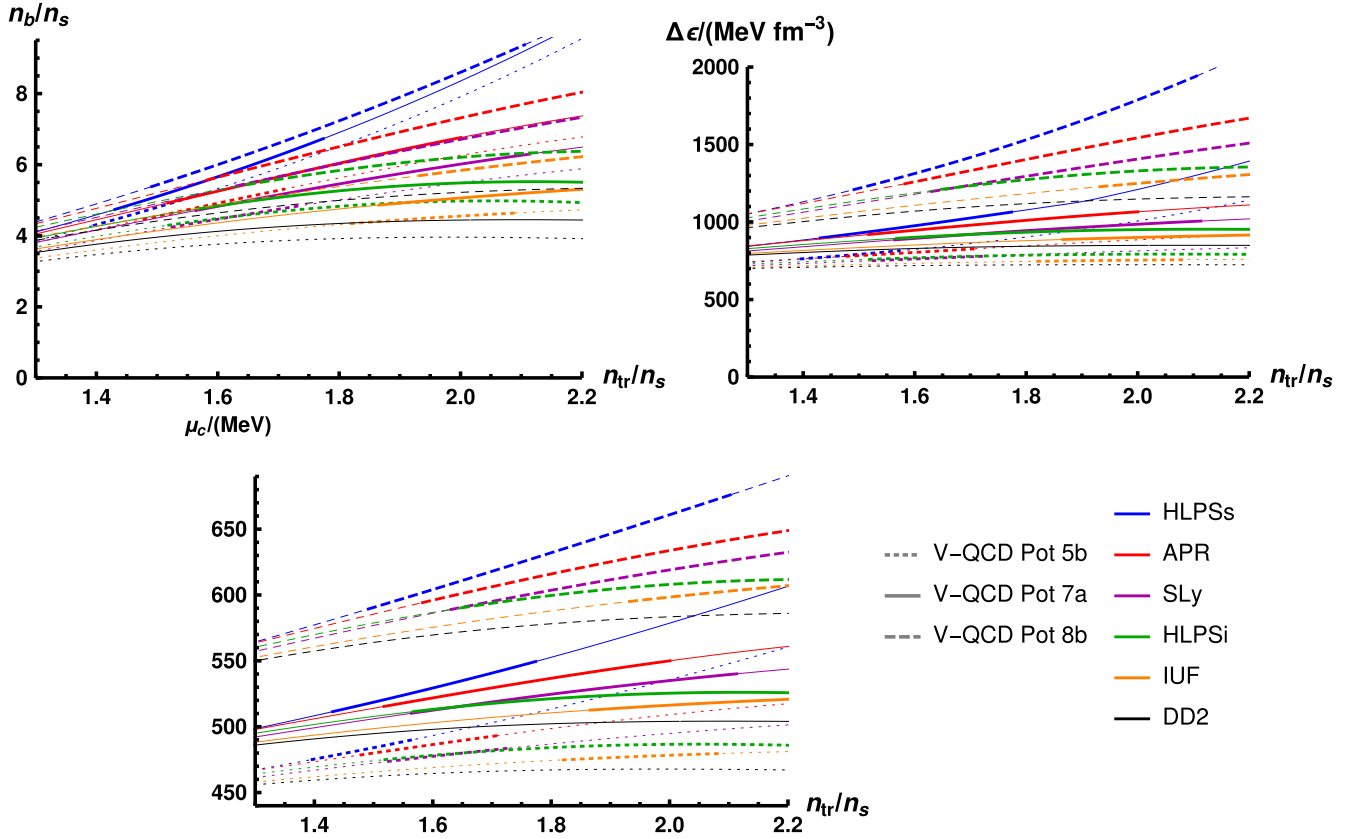 n_b/n_s
8
6
4
2
0
1.4 1.6 1.8 2.0 2.2
n_tr/n_s
Δϵ/(MeV fm⁻³)
2000
1500
1000
500
0
1.4 1.6 1.8 2.0 2.2
n_tr/n_s
μ_c/(MeV)
650
600
550
500
450
1.4 1.6 1.8 2.0 2.2
n_tr/n_s
V−QCD Pot 5b
V−QCD Pot 7a
V−QCD Pot 8b
HLPSs
APR
SLy
HLPSi
IUF
DD2